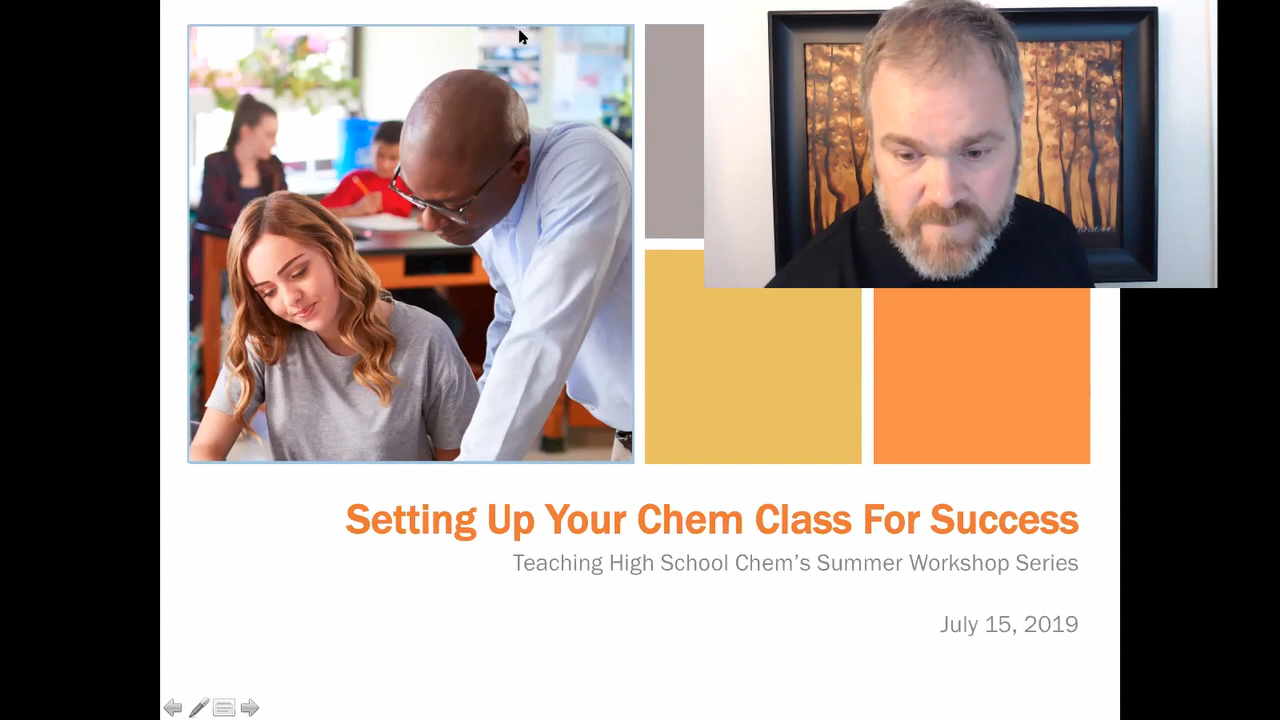 Setting Up Your Chem Class For Success
Teaching High School Chem's Summer Workshop Series
July 15, 2019